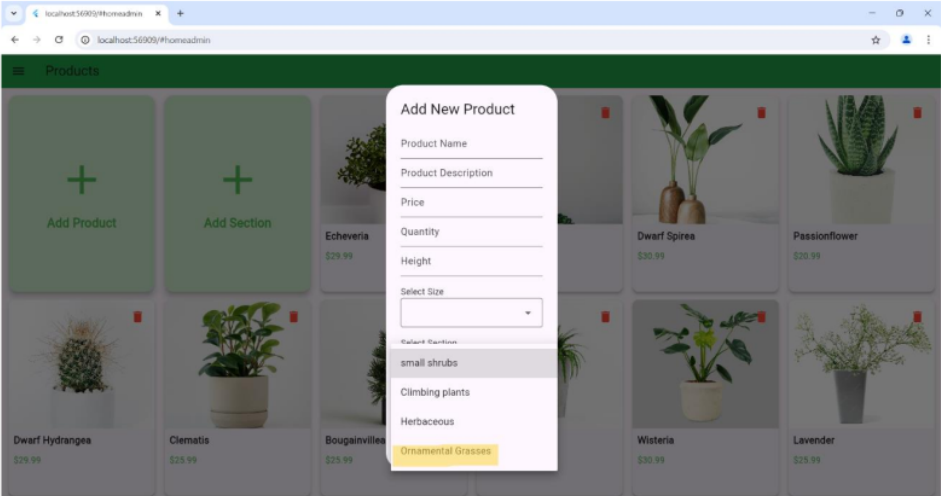 localhost:56909/#homeadmin
localhost:56909/#homeadmin
Products
Add New Product
Product Name
Product Description
Price
Quantity
Height
Select Size
Select Section
small shrubs
Climbing plants
Herbaceous
Ornamental Grasses
Add Product
Add Section
Echeveria
$29.99
Dwarf Spirea
$30.99
Passionflower
$20.99
Dwarf Hydrangea
$29.99
Clematis
$25.99
Bougainvillea
$25.99
Wisteria
$30.99
Lavender
$25.99